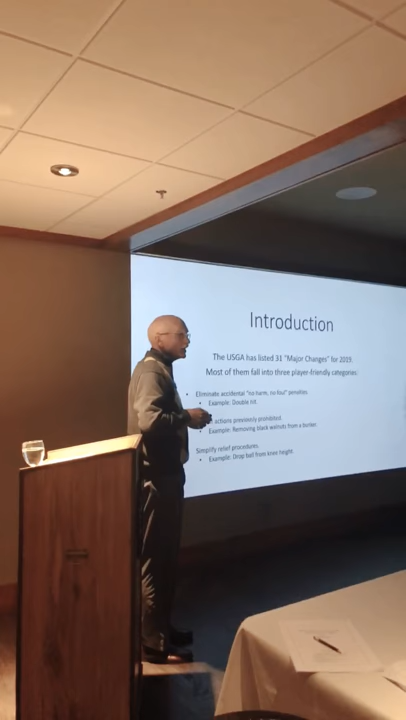 Introduction
The USGA has listed 31 "Major Changes" for 2019.
Most of them fall into three player-friendly categories:
• Eliminate accidental "no harm, no foul" penalties.
• Example: Double hit.
actions previously prohibited.
• Example: Removing black walnuts from a bunker.
Simplify relief procedures.
• Example: Drop ball from knee height.